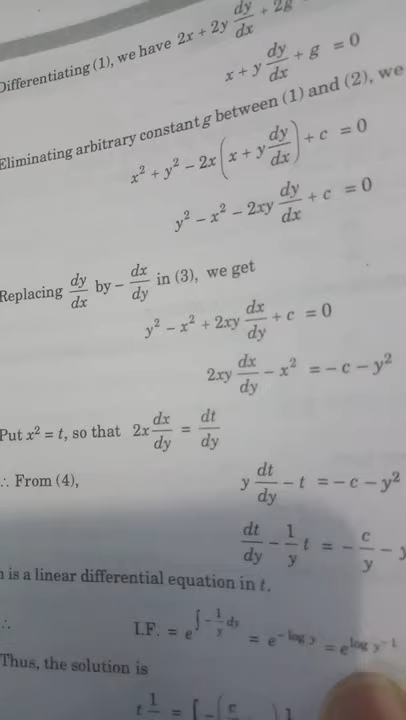 Differentiating (1), we have 2x + 2y dy/dx + 2g
x + y dy/dx + g = 0
Eliminating arbitrary constant g between (1) and (2), we
x² + y² − 2x(x + y dy/dx) + c = 0
y² − x² − 2xy dy/dx + c = 0
Replacing dy/dx by − dx/dy in (3), we get
y² − x² + 2xy dx/dy + c = 0
2xy dx/dy − x² = − c − y²
Put x² = t, so that 2x dx/dy = dt/dy
∴ From (4), y dt/dy − t = − c − y²
dt/dy − 1/y t = − c/y − y
is a linear differential equation in t.
∴ I.F. = e^∫ − 1/y dy = e^− log y = e^log y^−1
Thus, the solution is
t 1 = ∫ − ( c